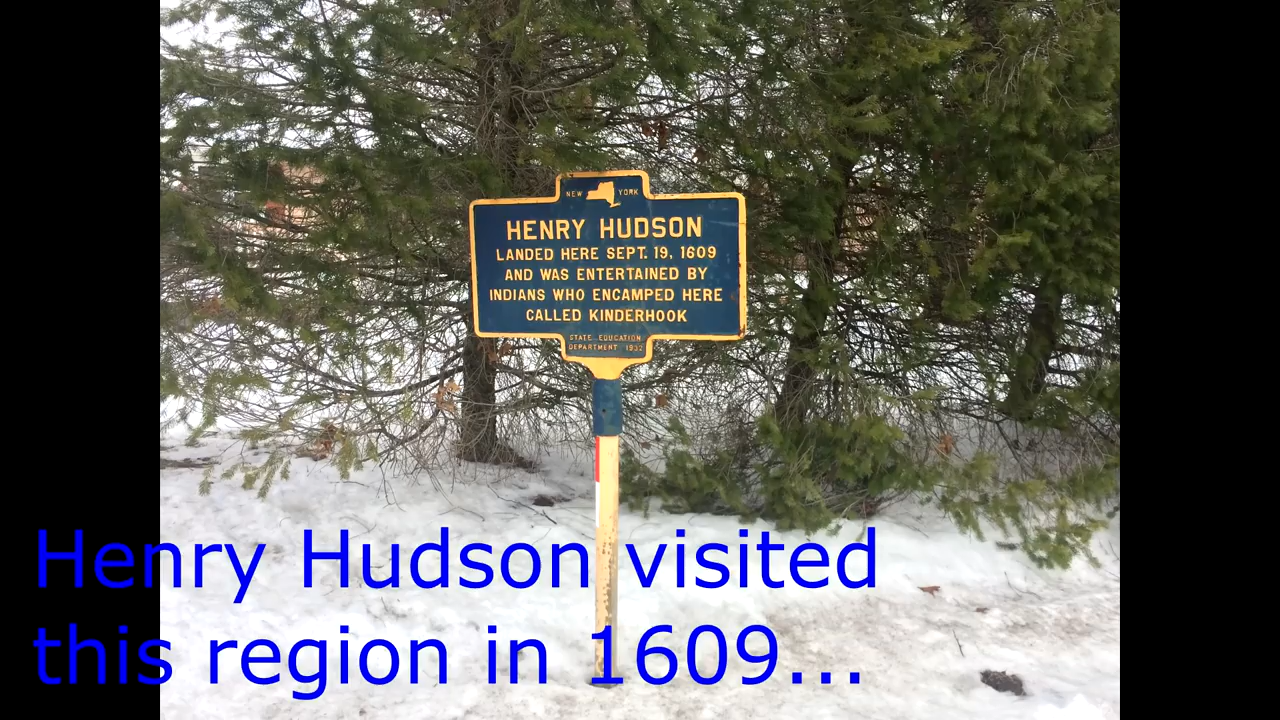 NEW YORK
HENRY HUDSON
LANDED HERE SEPT. 19, 1609
AND WAS ENTERTAINED BY
INDIANS WHO ENCAMPED HERE
CALLED KINDERHOOK
STATE EDUCATION
DEPARTMENT 1932
Henry Hudson visited
this region in 1609...